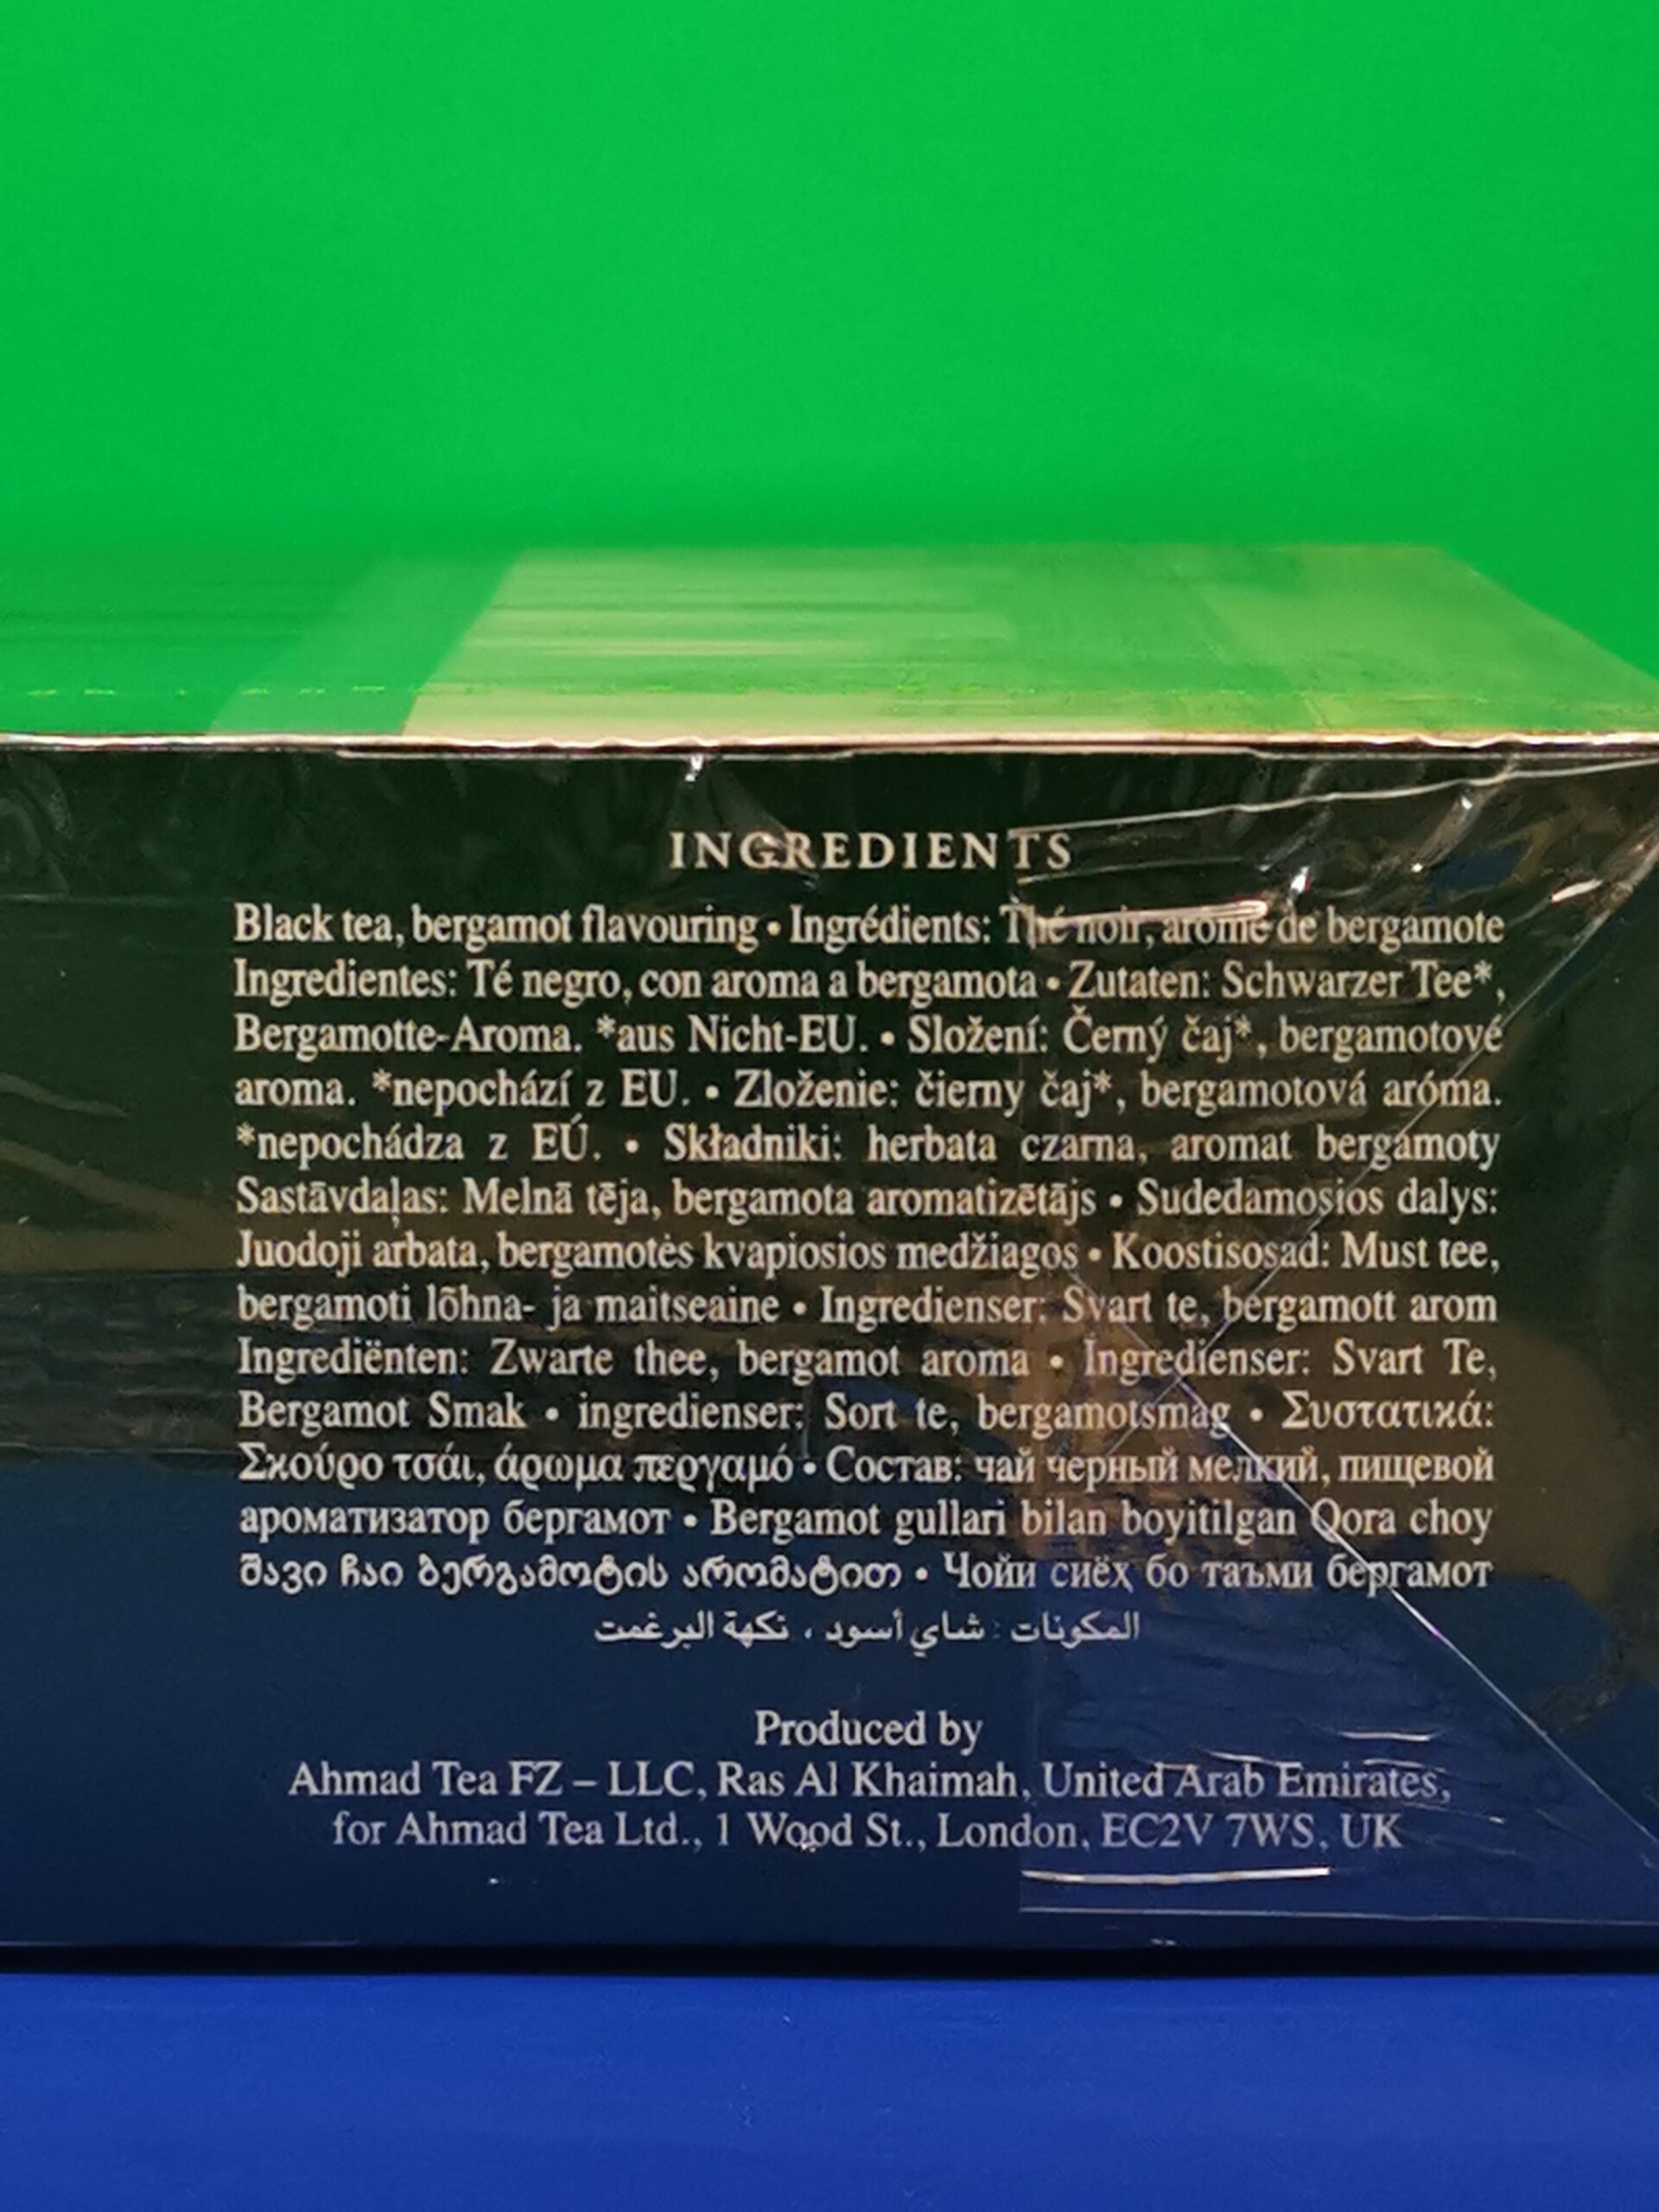 INGREDIENTS
Black tea, bergamot flavouring • Ingrédients: Thé noir, arome de bergamote
Ingredientes: Té negro, con aroma a bergamota • Zutaten: Schwarzer Tee*,
Bergamotte-Aroma. *aus Nicht-EU. • Složení: Černý čaj*, bergamotové
aroma. *nepochází z EU. • Zloženie: čierny čaj*, bergamotová aróma.
*nepochádza z EÚ. • Składniki: herbata czarna, aromat bergamoty
Sastāvdaļas: Melnā tēja, bergamota aromatizētājs • Sudedamosios dalys:
Juodoji arbata, bergamotės kvapiosios medžiagos • Koostisosad: Must tee,
bergamoti lõhna- ja maitseaine • Ingredienser: Svart te, bergamott arom
Ingrediënten: Zwarte thee, bergamot aroma • Ingredienser: Svart Te,
Bergamot Smak • ingredienser: Sort te, bergamotsmag • Συστατικά:
Σκούρο τσάι, άρωμα περγαμό • Состав: чай черный мелкий, пищевой
ароматизатор бергамот • Bergamot gullari bilan boyitilgan Qora choy
შავი ჩაი ბერგამოტის არომატით • Чойи сиёҳ бо таъми бергамот
المكونات : شاي أسود ، نكهة البرغمت
Produced by
Ahmad Tea FZ – LLC, Ras Al Khaimah, United Arab Emirates,
for Ahmad Tea Ltd., 1 Wood St., London, EC2V 7WS, UK